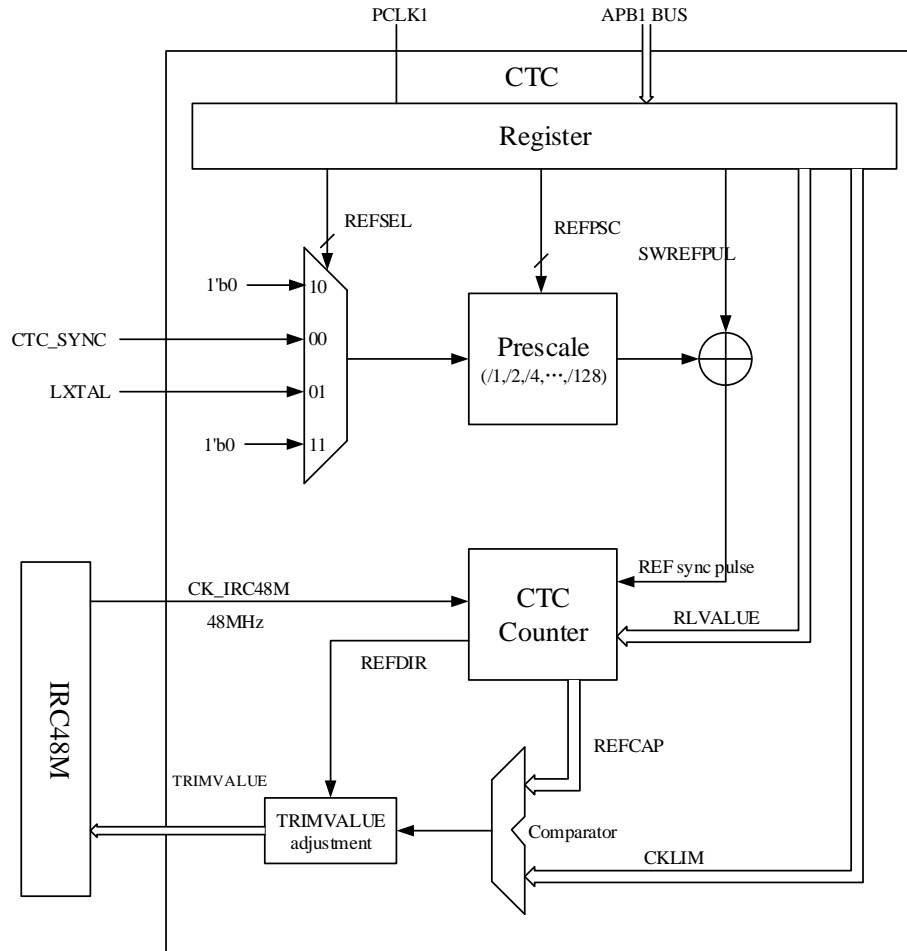 PCLK1
APB1 BUS
CTC
Register
REFSEL
REFPSC
SWREFPUL
1'b0
10
CTC_SYNC
00
LXTAL
01
1'b0
11
Prescale
(/1,/2,/4,⋯,/128)
CK_IRC48M
48MHz
CTC
Counter
REF sync pulse
RLVALUE
REFDIR
IRC48M
REFCAP
TRIMVALUE
TRIMVALUE
adjustment
Comparator
CKLIM